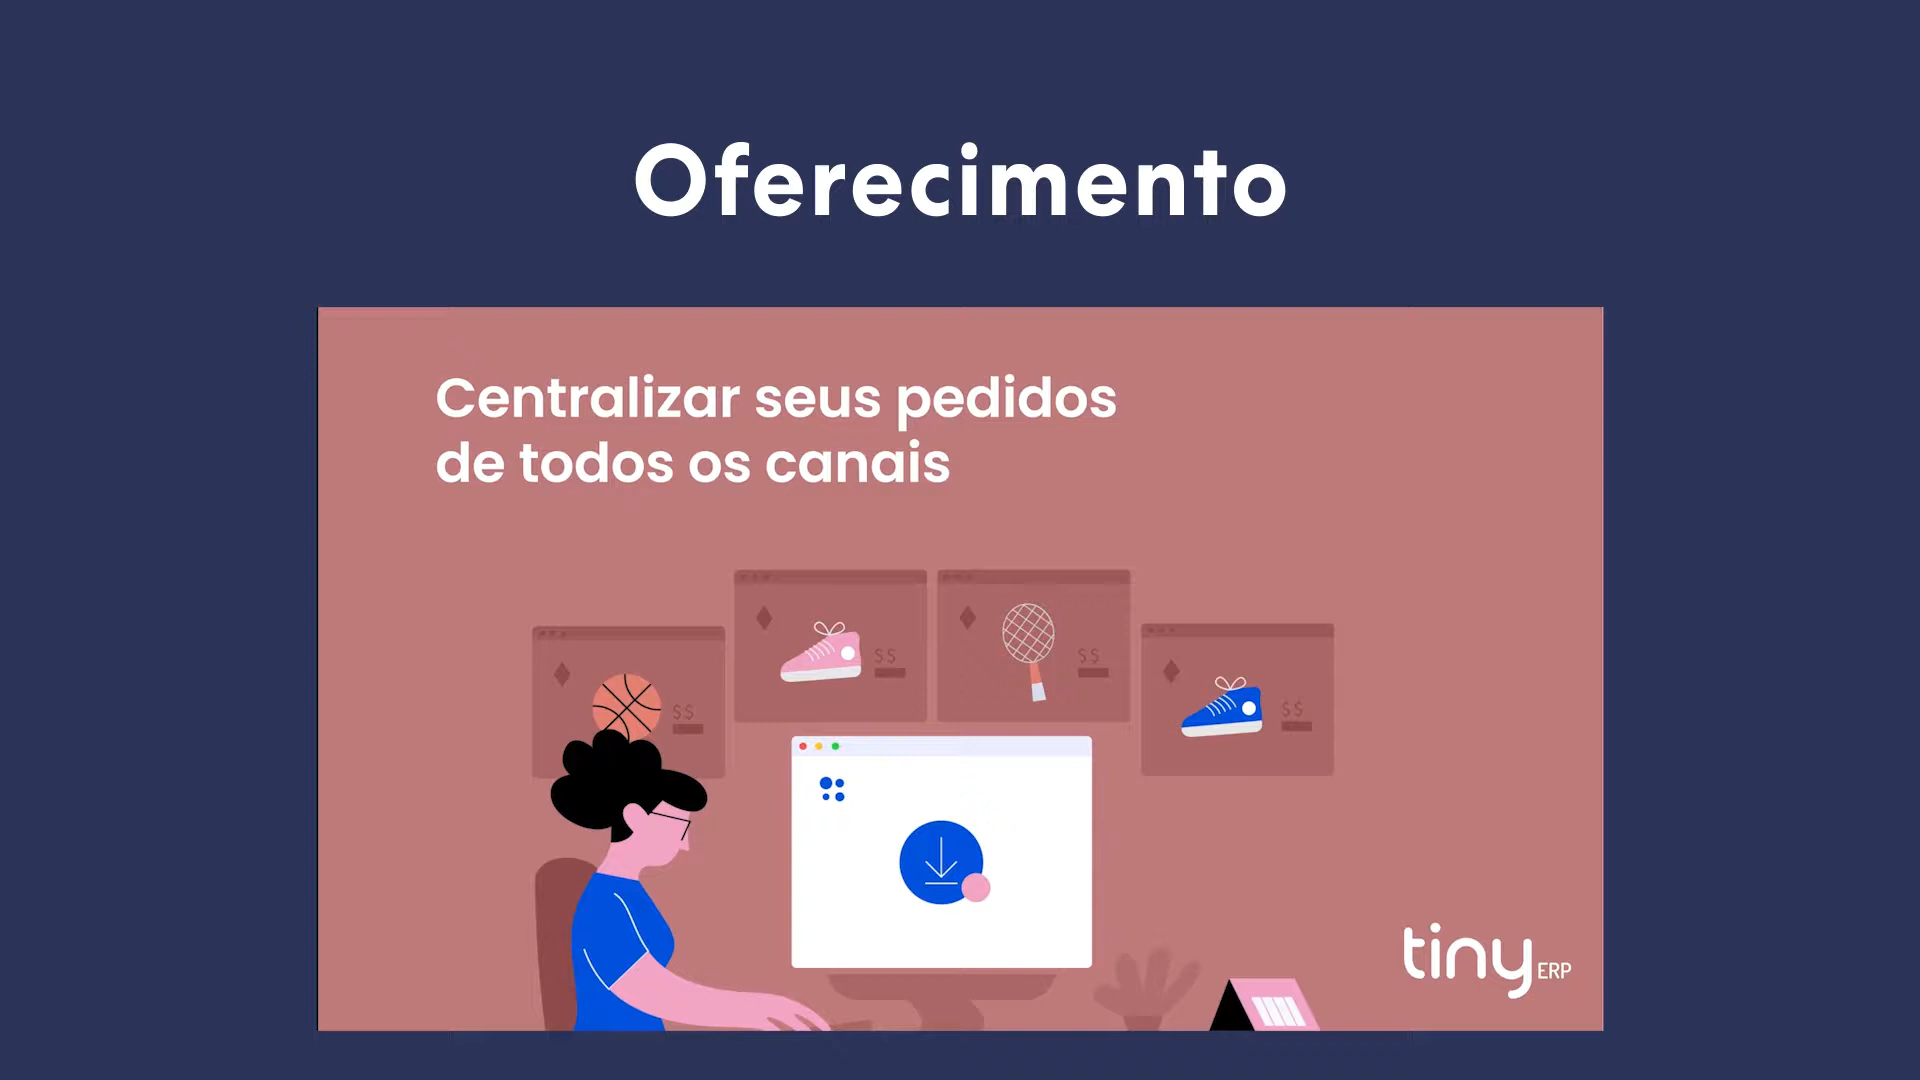 Oferecimento
Centralizar seus pedidos
de todos os canais
$$
$$
$$
$$
tiny ERP